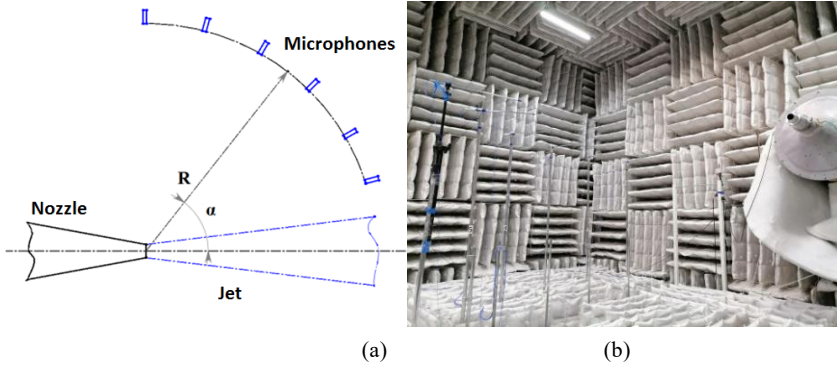 Microphones
R
α
Nozzle
Jet
(a) (b)